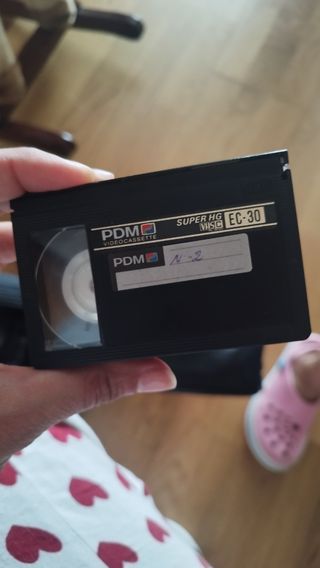 PDM
VIDEOCASSETTE
SUPER HG
VHS C EC-30
PDM N-2